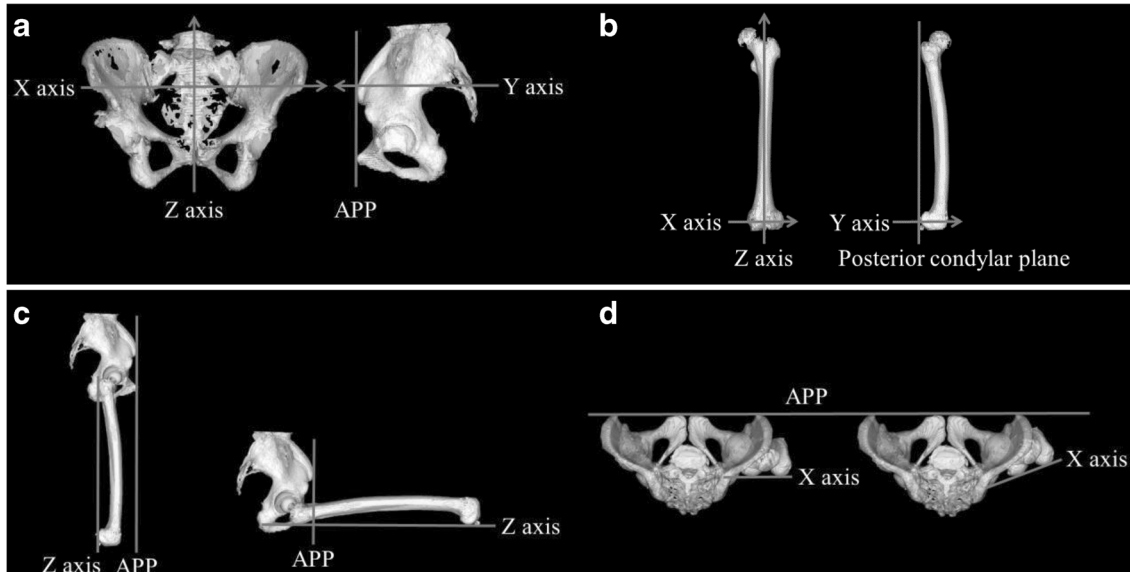 a
X axis
Y axis
Z axis
APP
b
X axis
Y axis
Z axis
Posterior condylar plane
c
Z axis
APP
Z axis
APP
d
APP
X axis
X axis